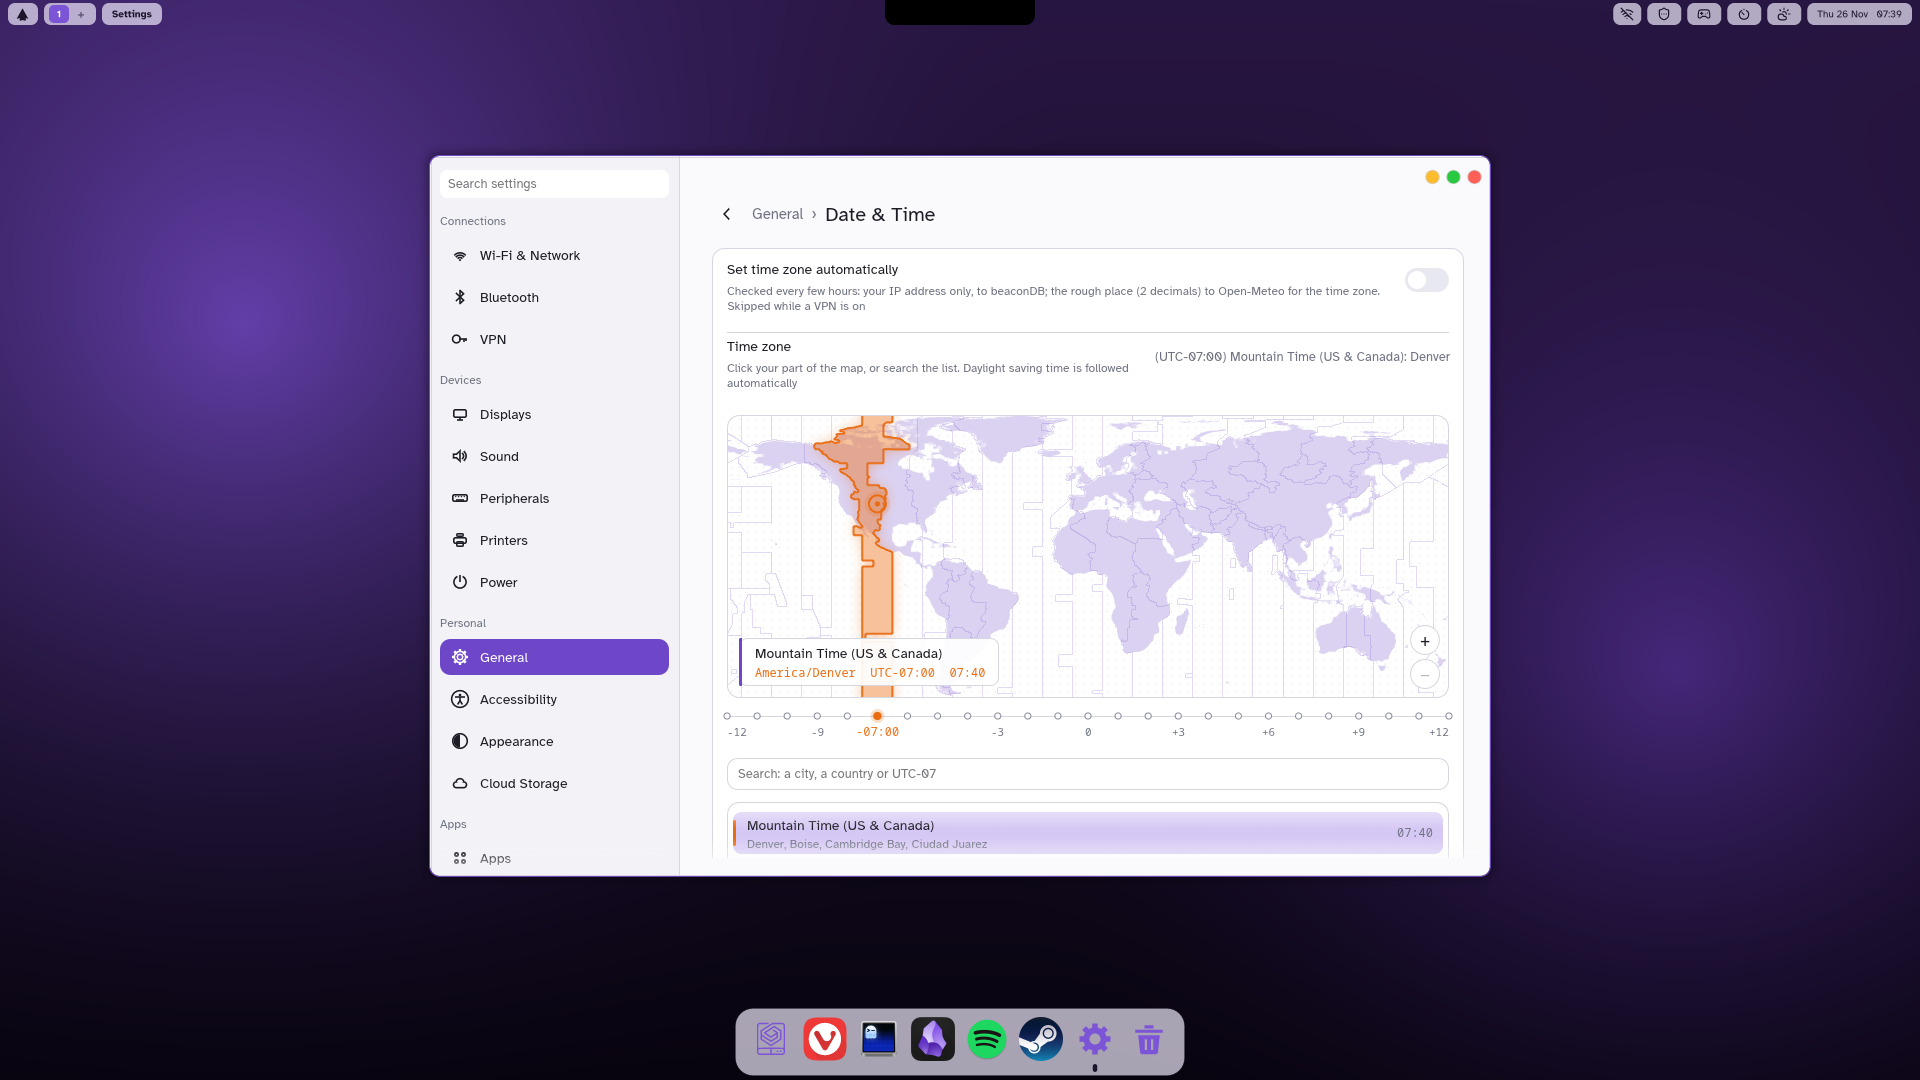 1
+
Settings
Thu 26 Nov 07:39
Search settings
Connections
Wi-Fi & Network
Bluetooth
VPN
Devices
Displays
Sound
Peripherals
Printers
Power
Personal
General
Accessibility
Appearance
Cloud Storage
Apps
Apps
General › Date & Time
Set time zone automatically
Checked every few hours: your IP address only, to beaconDB; the rough place (2 decimals) to Open-Meteo for the time zone.
Skipped while a VPN is on
Time zone
(UTC-07:00) Mountain Time (US & Canada): Denver
Click your part of the map, or search the list. Daylight saving time is followed
automatically
+
−
Mountain Time (US & Canada)
America/Denver UTC-07:00 07:40
-12 -9 -07:00 -3 0 +3 +6 +9 +12
Search: a city, a country or UTC-07
Mountain Time (US & Canada)
07:40
Denver, Boise, Cambridge Bay, Ciudad Juarez